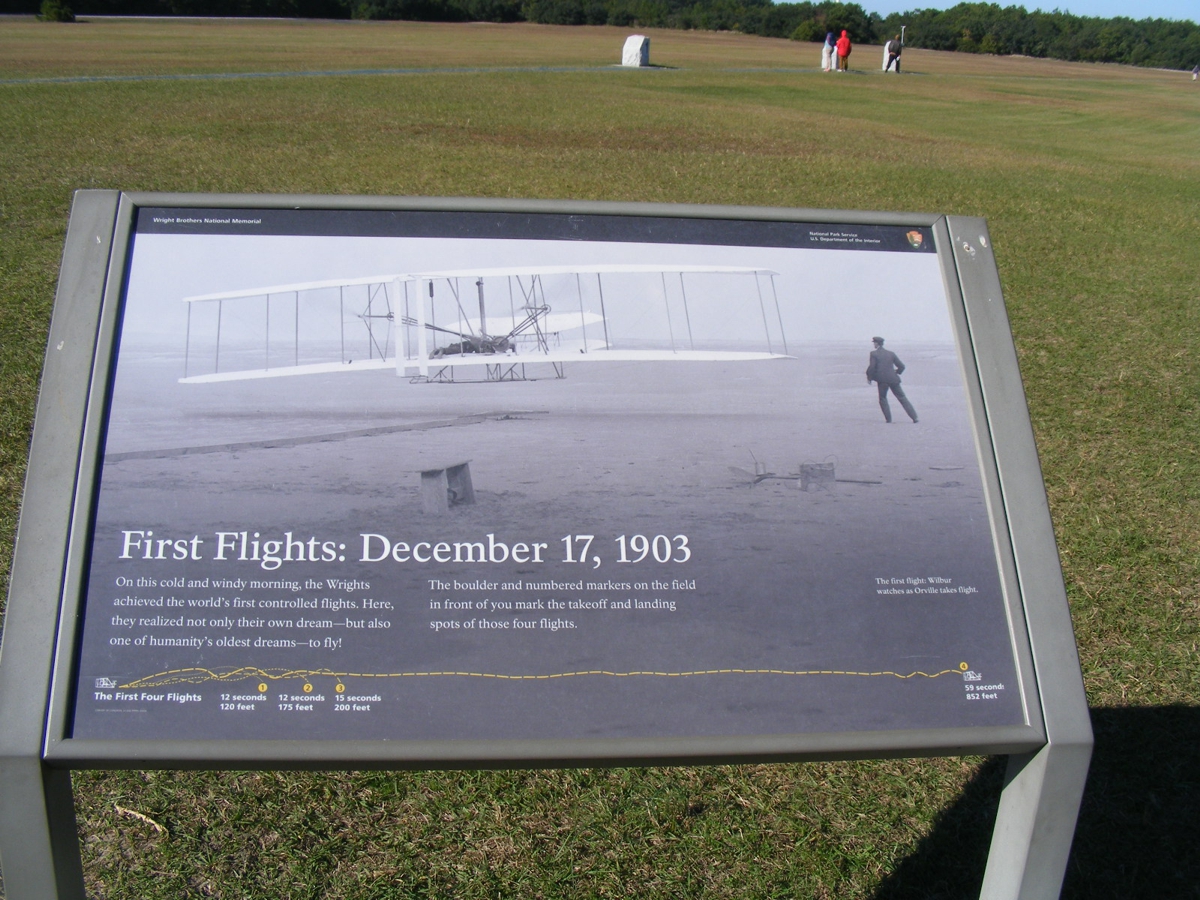 Wright Brothers National Memorial
National Park Service
U.S. Department of the Interior
First Flights: December 17, 1903
On this cold and windy morning, the Wrights
achieved the world's first controlled flights. Here,
they realized not only their own dream—but also
one of humanity's oldest dreams—to fly!
The boulder and numbered markers on the field
in front of you mark the takeoff and landing
spots of those four flights.
The first flight: Wilbur
watches as Orville takes flight.
The First Four Flights
1
12 seconds
120 feet
2
12 seconds
175 feet
3
15 seconds
200 feet
4
59 seconds
852 feet